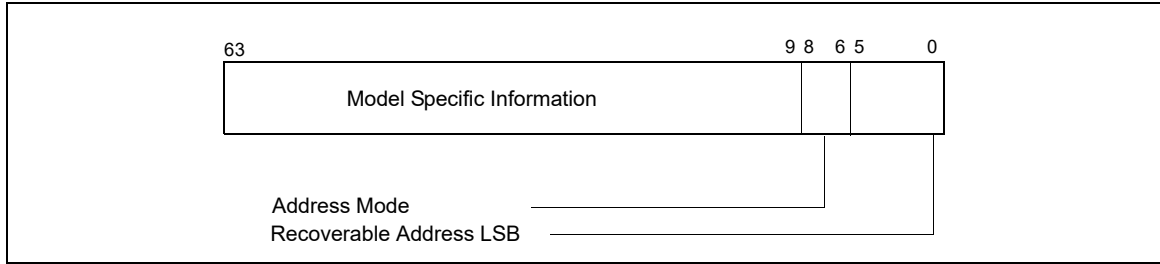 63 9 8 6 5 0
Model Specific Information
Address Mode
Recoverable Address LSB